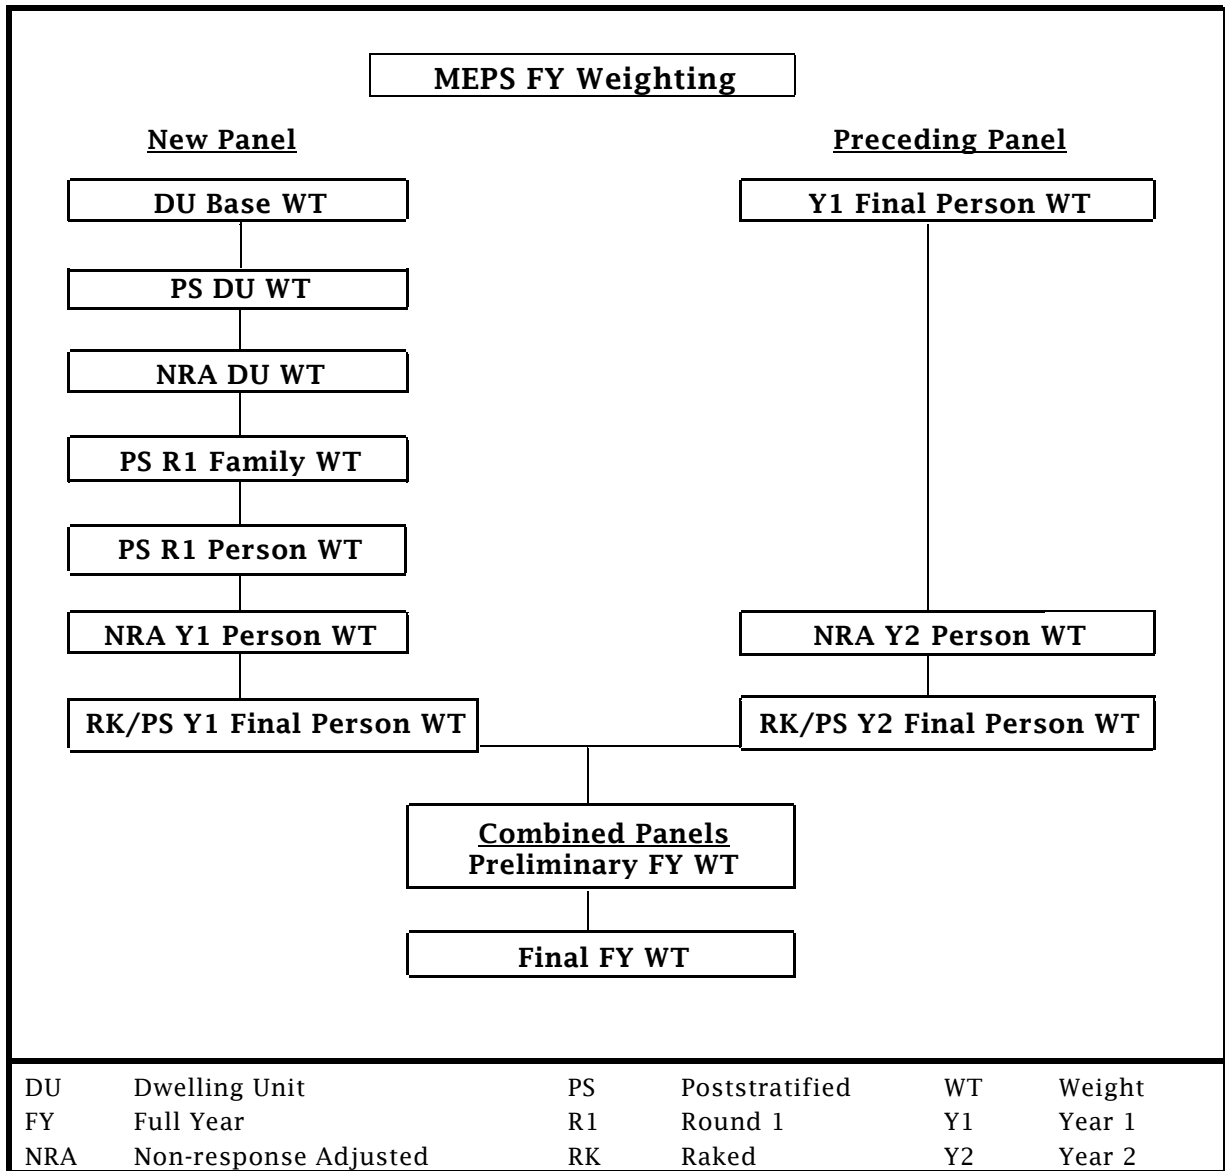 MEPS FY Weighting
New Panel
Preceding Panel
DU Base WT
Y1 Final Person WT
PS DU WT
NRA DU WT
PS R1 Family WT
PS R1 Person WT
NRA Y1 Person WT
NRA Y2 Person WT
RK/PS Y1 Final Person WT
RK/PS Y2 Final Person WT
Combined Panels
Preliminary FY WT
Final FY WT
DU Dwelling Unit PS Poststratified WT Weight
FY Full Year R1 Round 1 Y1 Year 1
NRA Non-response Adjusted RK Raked Y2 Year 2